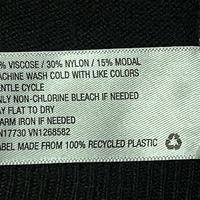 % VISCOSE / 30% NYLON / 15% MODAL
ACHINE WASH COLD WITH LIKE COLORS
ENTLE CYCLE
NLY NON-CHLORINE BLEACH IF NEEDED
AY FLAT TO DRY
ARM IRON IF NEEDED
N17730 VN1268582
ABEL MADE FROM 100% RECYCLED PLASTIC